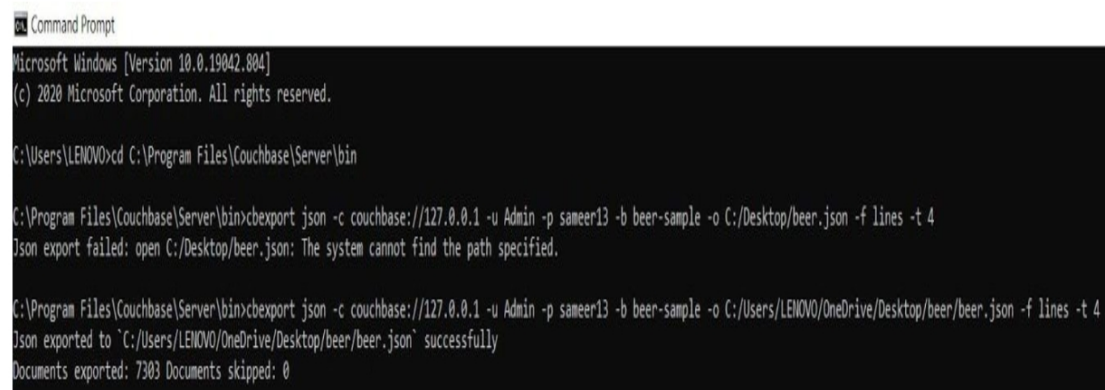 Command Prompt
Microsoft Windows [Version 10.0.19042.804]
(c) 2020 Microsoft Corporation. All rights reserved.
C:\Users\LENOVO>cd C:\Program Files\Couchbase\Server\bin
C:\Program Files\Couchbase\Server\bin>cbexport json -c couchbase://127.0.0.1 -u Admin -p sameer13 -b beer-sample -o C:/Desktop/beer.json -f lines -t 4
Json export failed: open C:/Desktop/beer.json: The system cannot find the path specified.
C:\Program Files\Couchbase\Server\bin>cbexport json -c couchbase://127.0.0.1 -u Admin -p sameer13 -b beer-sample -o C:/Users/LENOVO/OneDrive/Desktop/beer/beer.json -f lines -t 4
Json exported to `C:/Users/LENOVO/OneDrive/Desktop/beer/beer.json` successfully
Documents exported: 7303 Documents skipped: 0